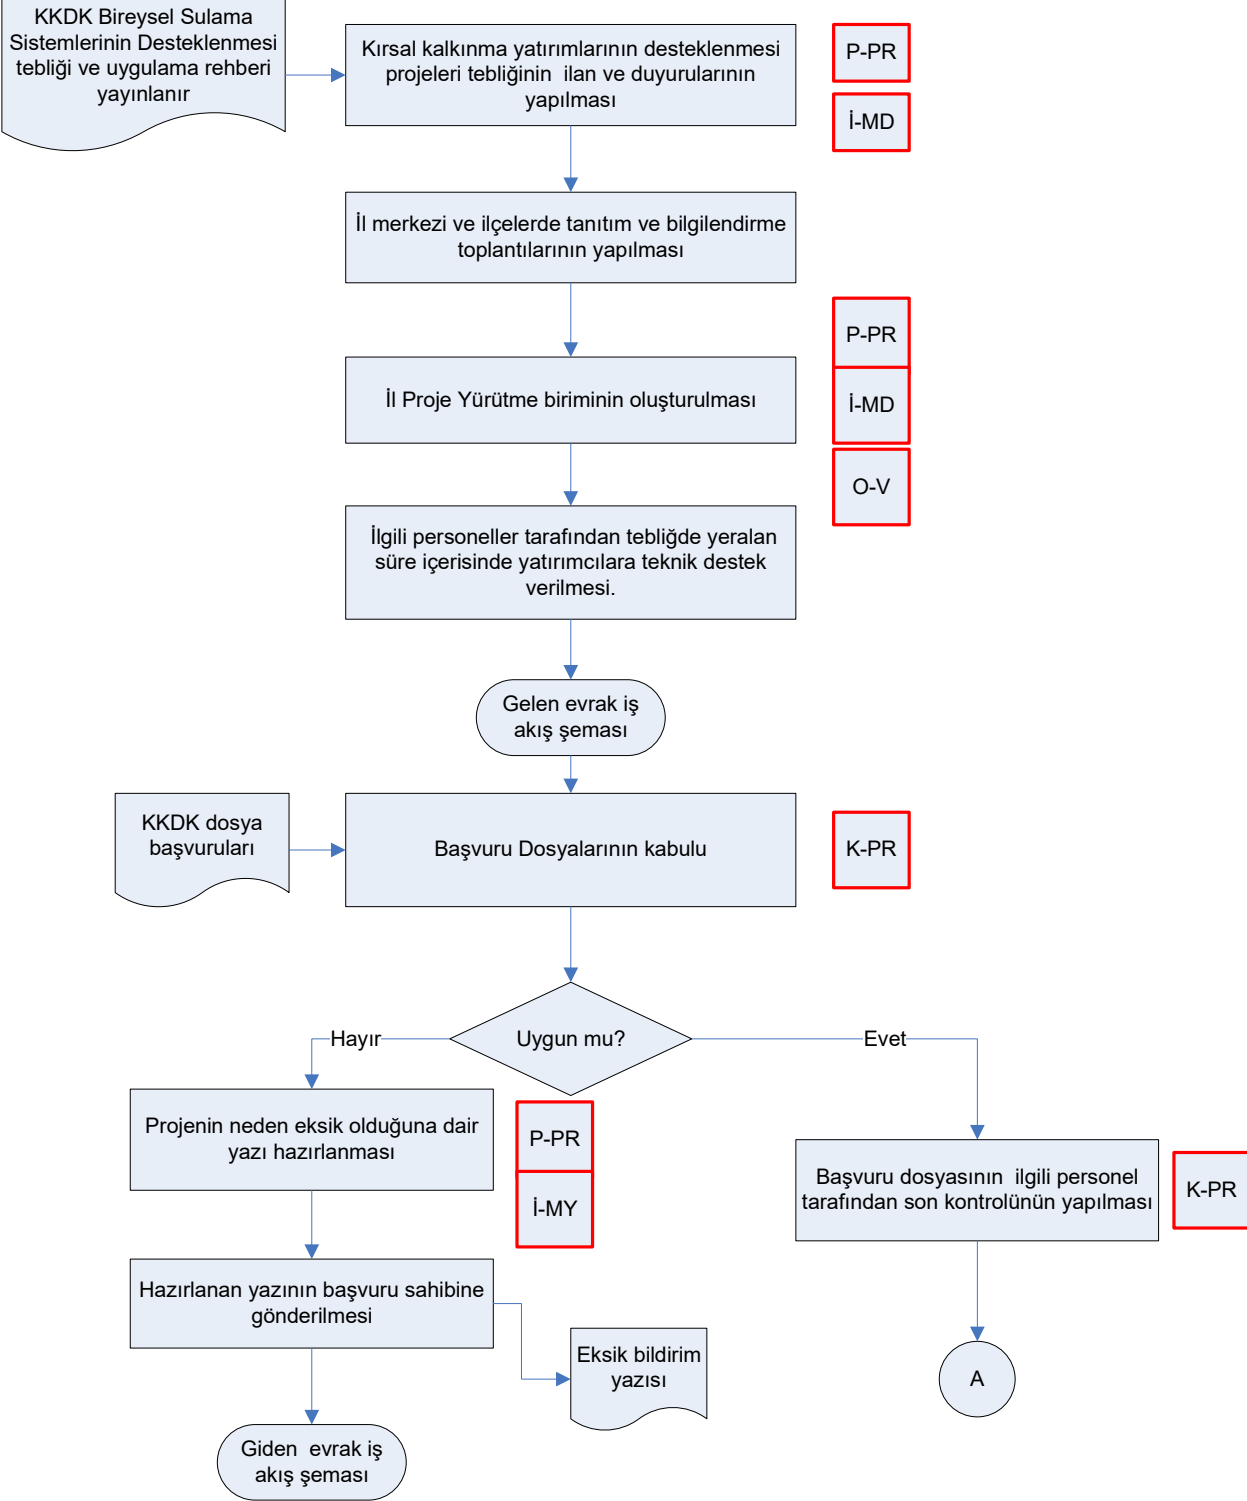 KKDK Bireysel Sulama
Sistemlerinin Desteklenmesi
tebliği ve uygulama rehberi
yayınlanır
Kırsal kalkınma yatırımlarının desteklenmesi
projeleri tebliğinin  ilan ve duyurularının
yapılması
P-PR
İ-MD
İl merkezi ve ilçelerde tanıtım ve bilgilendirme
toplantılarının yapılması
P-PR
İl Proje Yürütme biriminin oluşturulması
İ-MD
O-V
İlgili personeller tarafından tebliğde yeralan
süre içerisinde yatırımcılara teknik destek
verilmesi.
Gelen evrak iş
akış şeması
KKDK dosya
başvuruları
Başvuru Dosyalarının kabulu
K-PR
Uygun mu?
Hayır
Evet
Projenin neden eksik olduğuna dair
yazı hazırlanması
P-PR
İ-MY
Başvuru dosyasının  ilgili personel
tarafından son kontrolünün yapılması
K-PR
Hazırlanan yazının başvuru sahibine
gönderilmesi
Eksik bildirim
yazısı
A
Giden  evrak iş
akış şeması